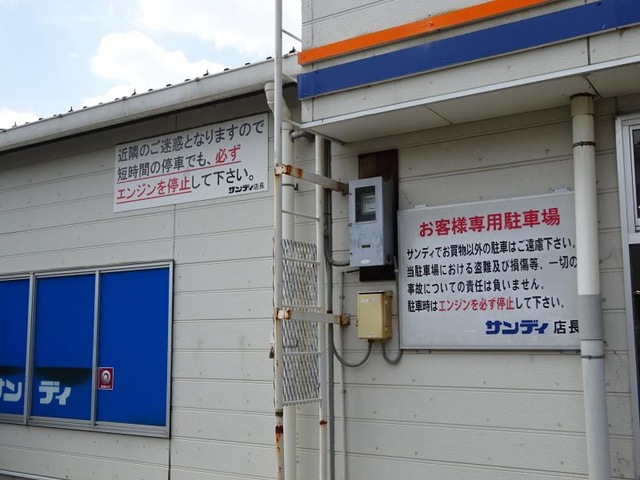 近隣のご迷惑となりますので
短時間の停車でも、必ず
エンジンを停止して下さい。
サンディ店長
お客様専用駐車場
サンディでお買物以外の駐車はご遠慮下さい。
当駐車場における盗難及び損傷等、一切の
事故についての責任は負いません。
駐車時はエンジンを必ず停止して下さい。
サンディ 店長
サンディ